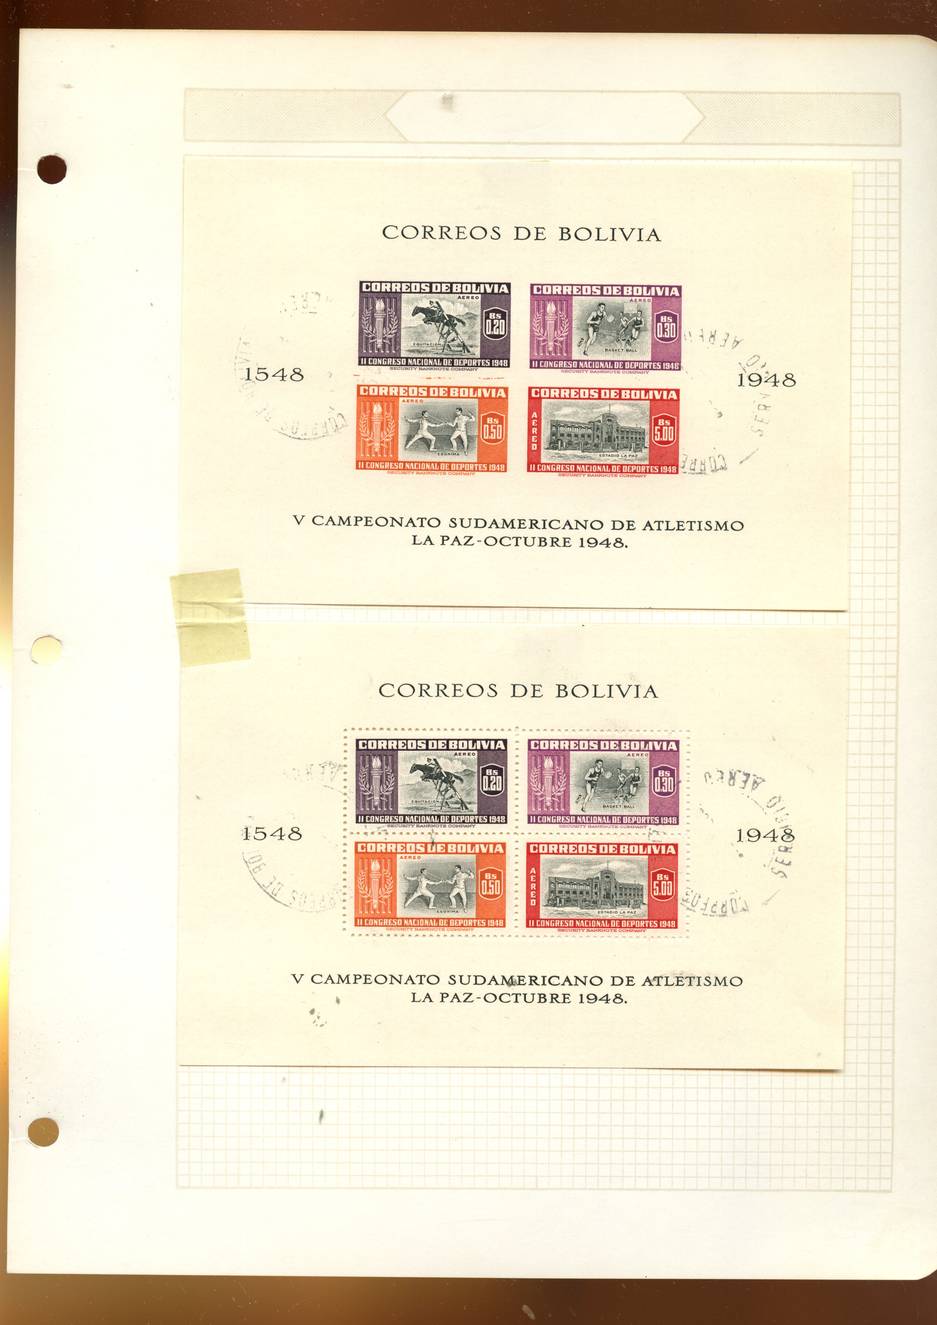 CORREOS DE BOLIVIA
CORREOS DE BOLIVIA
AEREO
Bs
0.20
EQUITACION
II CONGRESO NACIONAL DE DEPORTES 1948
SECURITY BANKNOTE COMPANY
CORREOS DE BOLIVIA
AEREO
Bs
0.30
BASKET BALL
II CONGRESO NACIONAL DE DEPORTES 1948
SECURITY BANKNOTE COMPANY
1548
1948
CORREOS DE BOLIVIA
AEREO
Bs
0.50
ESGRIMA
II CONGRESO NACIONAL DE DEPORTES 1948
SECURITY BANKNOTE COMPANY
CORREOS DE BOLIVIA
AEREO
Bs
5.00
ESTADIO LA PAZ
II CONGRESO NACIONAL DE DEPORTES 1948
SECURITY BANKNOTE COMPANY
V CAMPEONATO SUDAMERICANO DE ATLETISMO
LA PAZ-OCTUBRE 1948.
CORREOS DE BOLIVIA
CORREOS DE BOLIVIA
AEREO
Bs
0.20
EQUITACION
II CONGRESO NACIONAL DE DEPORTES 1948
SECURITY BANKNOTE COMPANY
CORREOS DE BOLIVIA
AEREO
Bs
0.30
BASKET BALL
II CONGRESO NACIONAL DE DEPORTES 1948
SECURITY BANKNOTE COMPANY
1548
1948
SERVICIO AEREO
CORREOS DE BOLIVIA
AEREO
Bs
0.50
ESGRIMA
II CONGRESO NACIONAL DE DEPORTES 1948
SECURITY BANKNOTE COMPANY
CORREOS DE BOLIVIA
AEREO
Bs
5.00
ESTADIO LA PAZ
II CONGRESO NACIONAL DE DEPORTES 1948
SECURITY BANKNOTE COMPANY
V CAMPEONATO SUDAMERICANO DE ATLETISMO
LA PAZ-OCTUBRE 1948.